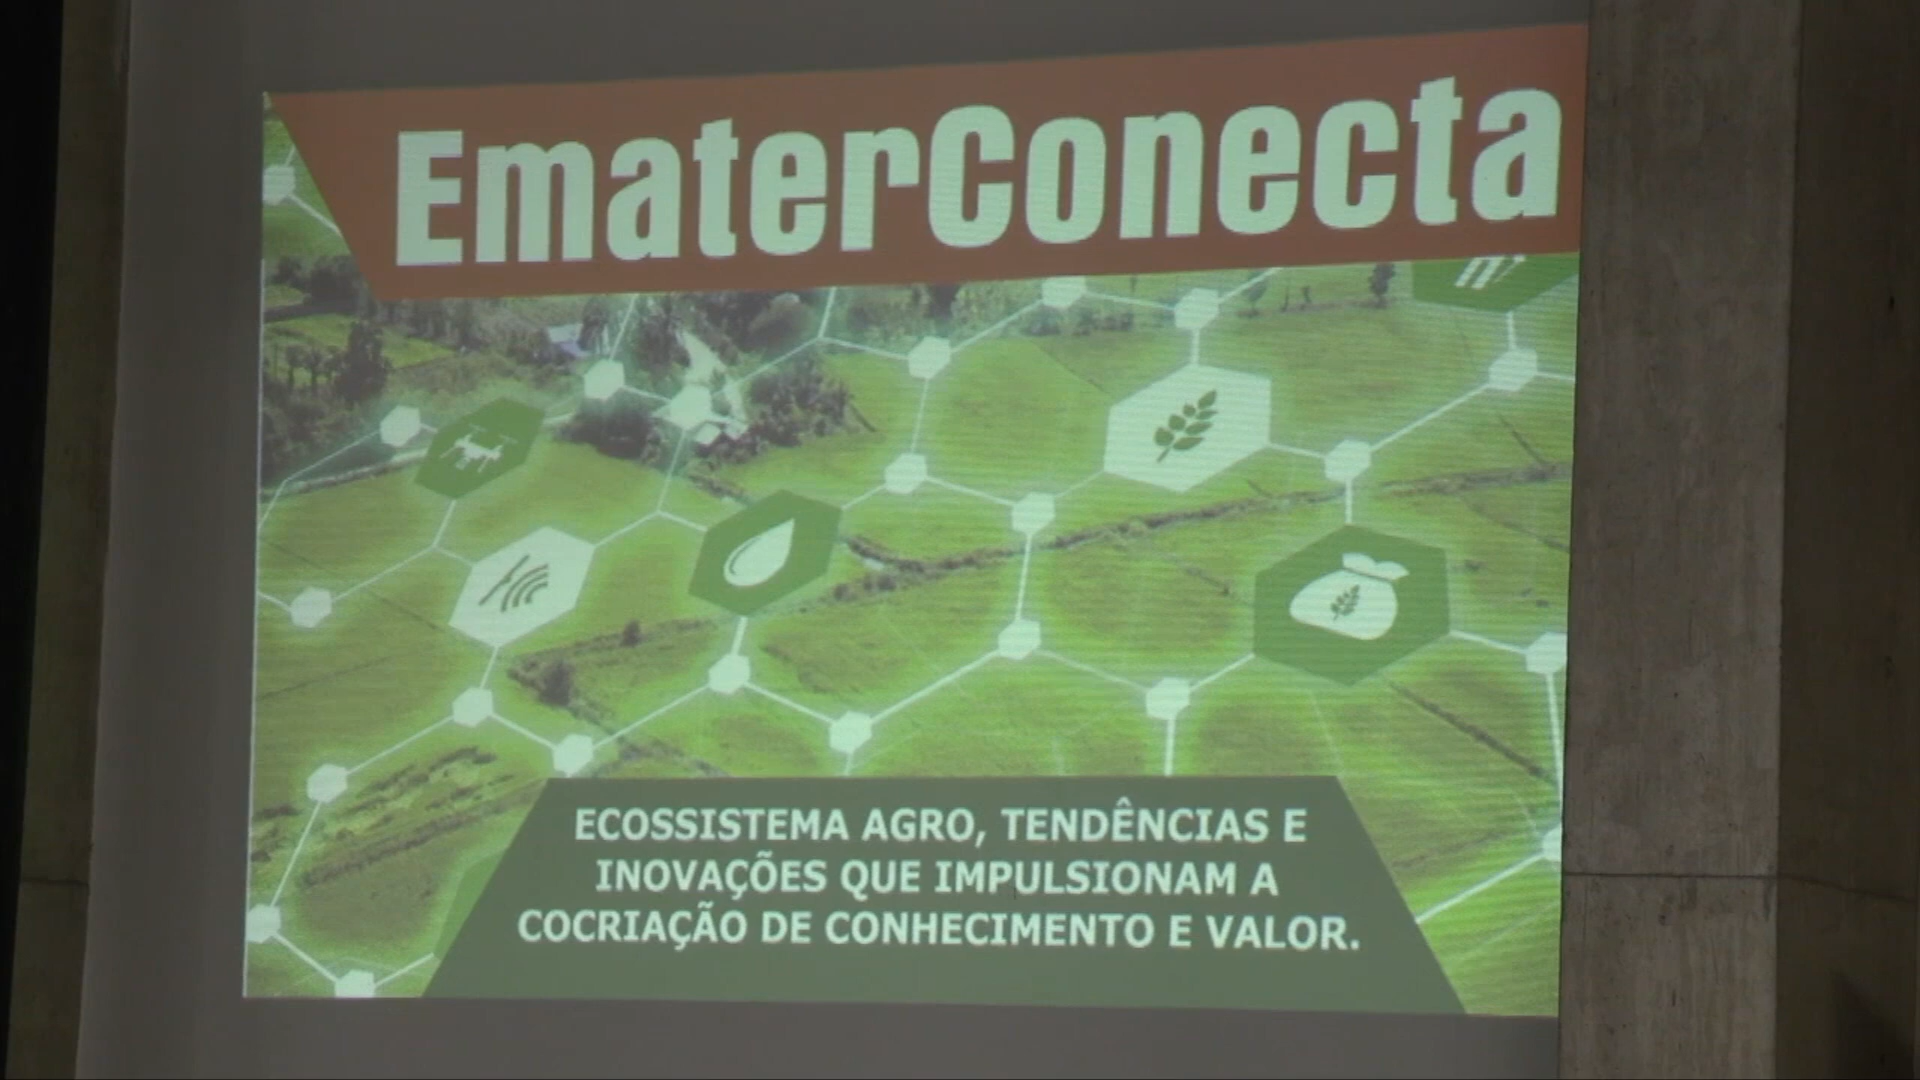 EmaterConecta
ECOSSISTEMA AGRO, TENDÊNCIAS E
INOVAÇÕES QUE IMPULSIONAM A
COCRIAÇÃO DE CONHECIMENTO E VALOR.